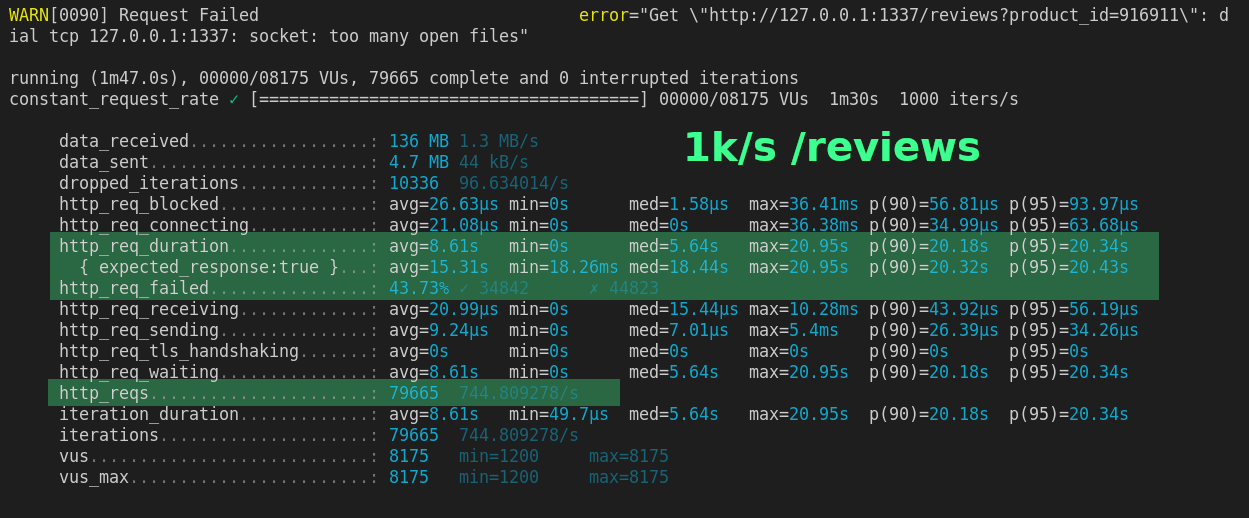 WARN[0090] Request Failed                                error="Get \"http://127.0.0.1:1337/reviews?product_id=916911\": d
ial tcp 127.0.0.1:1337: socket: too many open files"
running (1m47.0s), 00000/08175 VUs, 79665 complete and 0 interrupted iterations
constant_request_rate ✓ [======================================] 00000/08175 VUs  1m30s  1000 iters/s
1k/s /reviews
data_received..................: 136 MB 1.3 MB/s
data_sent......................: 4.7 MB 44 kB/s
dropped_iterations.............: 10336  96.634014/s
http_req_blocked...............: avg=26.63µs min=0s      med=1.58µs  max=36.41ms p(90)=56.81µs p(95)=93.97µs
http_req_connecting............: avg=21.08µs min=0s      med=0s      max=36.38ms p(90)=34.99µs p(95)=63.68µs
http_req_duration..............: avg=8.61s   min=0s      med=5.64s   max=20.95s  p(90)=20.18s  p(95)=20.34s
{ expected_response:true }...: avg=15.31s  min=18.26ms med=18.44s  max=20.95s  p(90)=20.32s  p(95)=20.43s
http_req_failed................: 43.73% ✓ 34842      ✗ 44823
http_req_receiving.............: avg=20.99µs min=0s      med=15.44µs max=10.28ms p(90)=43.92µs p(95)=56.19µs
http_req_sending...............: avg=9.24µs  min=0s      med=7.01µs  max=5.4ms   p(90)=26.39µs p(95)=34.26µs
http_req_tls_handshaking.......: avg=0s      min=0s      med=0s      max=0s      p(90)=0s      p(95)=0s
http_req_waiting...............: avg=8.61s   min=0s      med=5.64s   max=20.95s  p(90)=20.18s  p(95)=20.34s
http_reqs......................: 79665  744.809278/s
iteration_duration.............: avg=8.61s   min=49.7µs  med=5.64s   max=20.95s  p(90)=20.18s  p(95)=20.34s
iterations.....................: 79665  744.809278/s
vus............................: 8175   min=1200     max=8175
vus_max........................: 8175   min=1200     max=8175